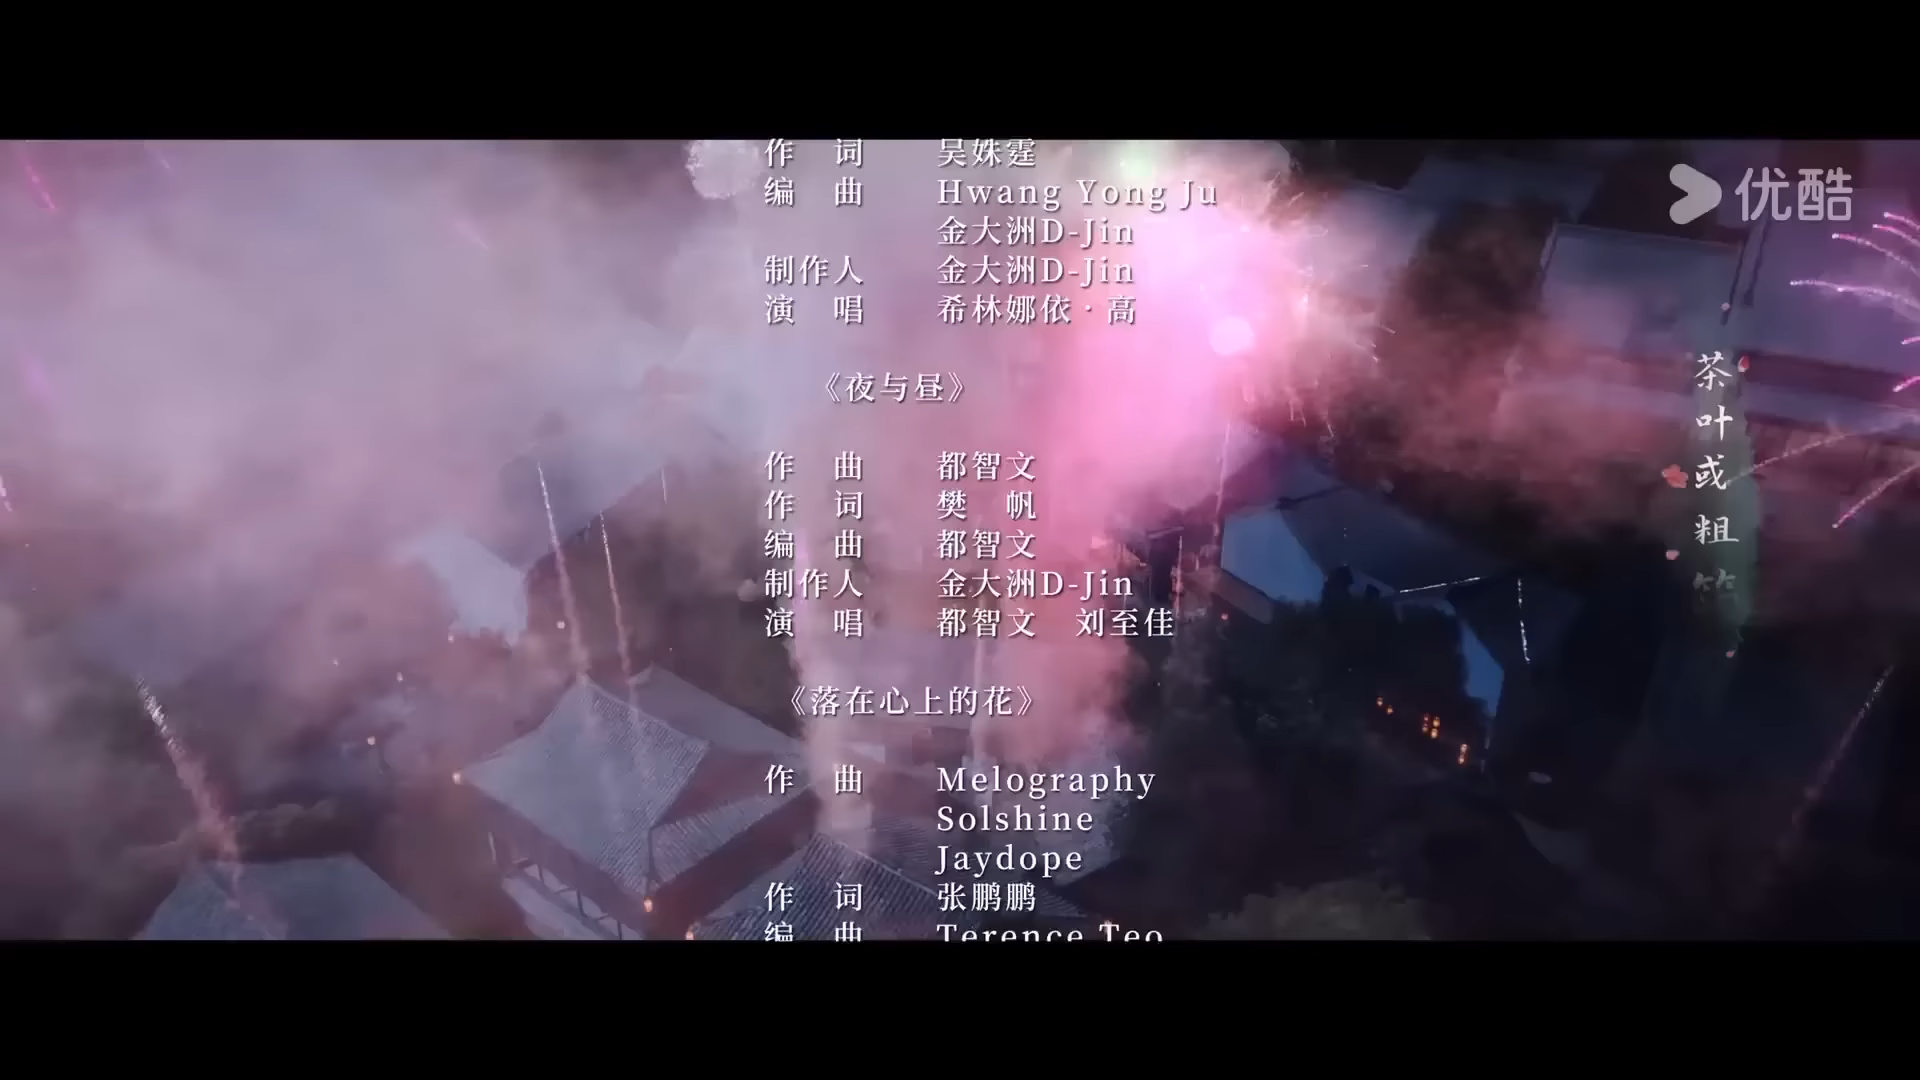 作 词 吴姝霆
编 曲 Hwang Yong Ju
金大洲D-Jin
制作人 金大洲D-Jin
演 唱 希林娜依·高
《夜与昼》
作 曲 都智文
作 词 樊 帆
编 曲 都智文
制作人 金大洲D-Jin
演 唱 都智文 刘至佳
《落在心上的花》
作 曲 Melography
Solshine
Jaydope
作 词 张鹏鹏
编 曲 Terence Teo
优酷
茶叶或粗